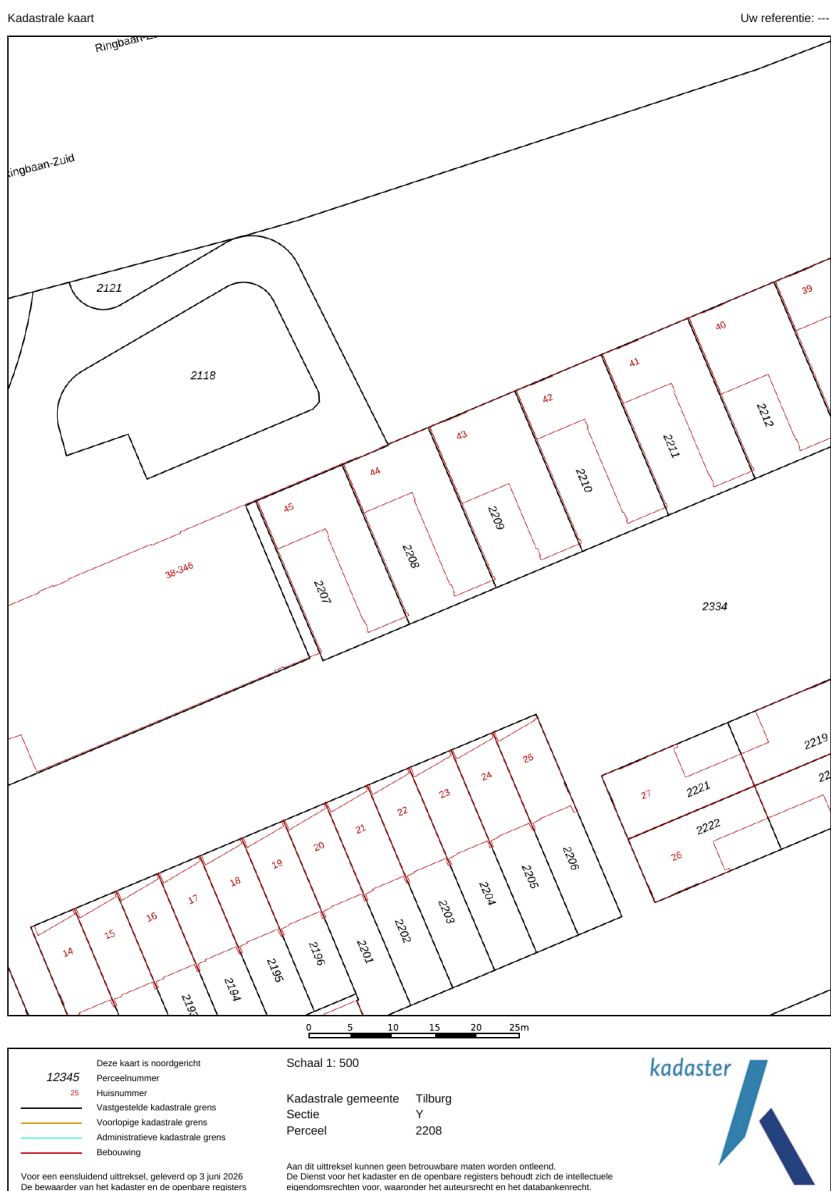 Kadastrale kaart
Uw referentie: ---
Ringbaan-Zuid
2121
2118
39
40
41
42
43
44
45
2212
2211
2210
2209
2208
2207
38-346
2334
2219
27
2221
2222
26
25
24
23
22
21
20
19
18
17
16
15
14
2206
2205
2204
2203
2202
2201
2196
2195
2194
2193
0 5 10 15 20 25m
Deze kaart is noordgericht
12345 Perceelnummer
25 Huisnummer
Vastgestelde kadastrale grens
Voorlopige kadastrale grens
Administratieve kadastrale grens
Bebouwing
Voor een eensluidend uittreksel, geleverd op 3 juni 2026
De bewaarder van het kadaster en de openbare registers
Schaal 1: 500
Kadastrale gemeente Tilburg
Sectie Y
Perceel 2208
Aan dit uittreksel kunnen geen betrouwbare maten worden ontleend.
De Dienst voor het kadaster en de openbare registers behoudt zich de intellectuele
eigendomsrechten voor, waaronder het auteursrecht en het databankenrecht.
kadaster